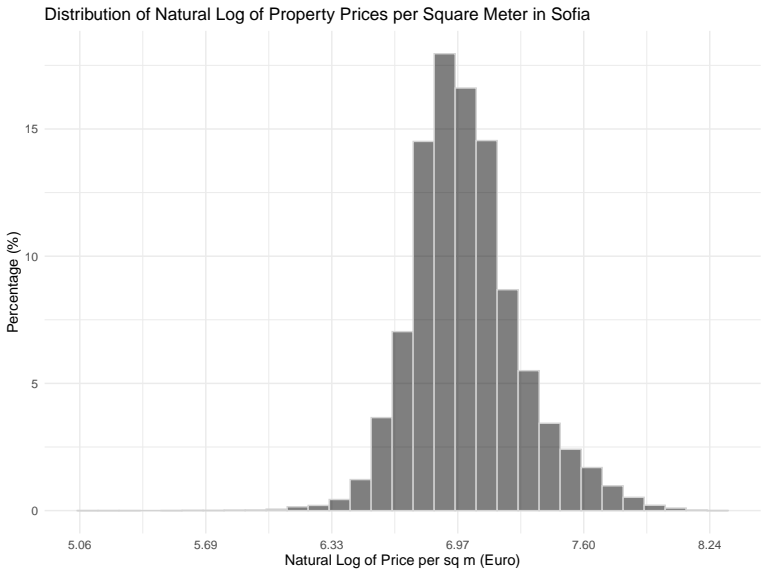 Distribution of Natural Log of Property Prices per Square Meter in Sofia
15
10
5
0
Percentage (%)
5.06 5.69 6.33 6.97 7.60 8.24
Natural Log of Price per sq m (Euro)